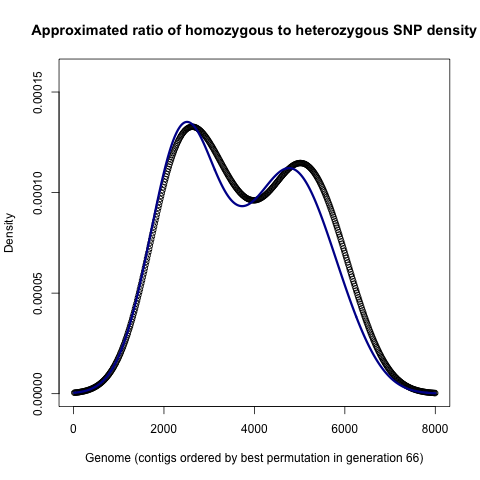 Approximated ratio of homozygous to heterozygous SNP density
0.00015
0.00010
0.00005
0.00000
Density
0 2000 4000 6000 8000
Genome (contigs ordered by best permutation in generation 66)